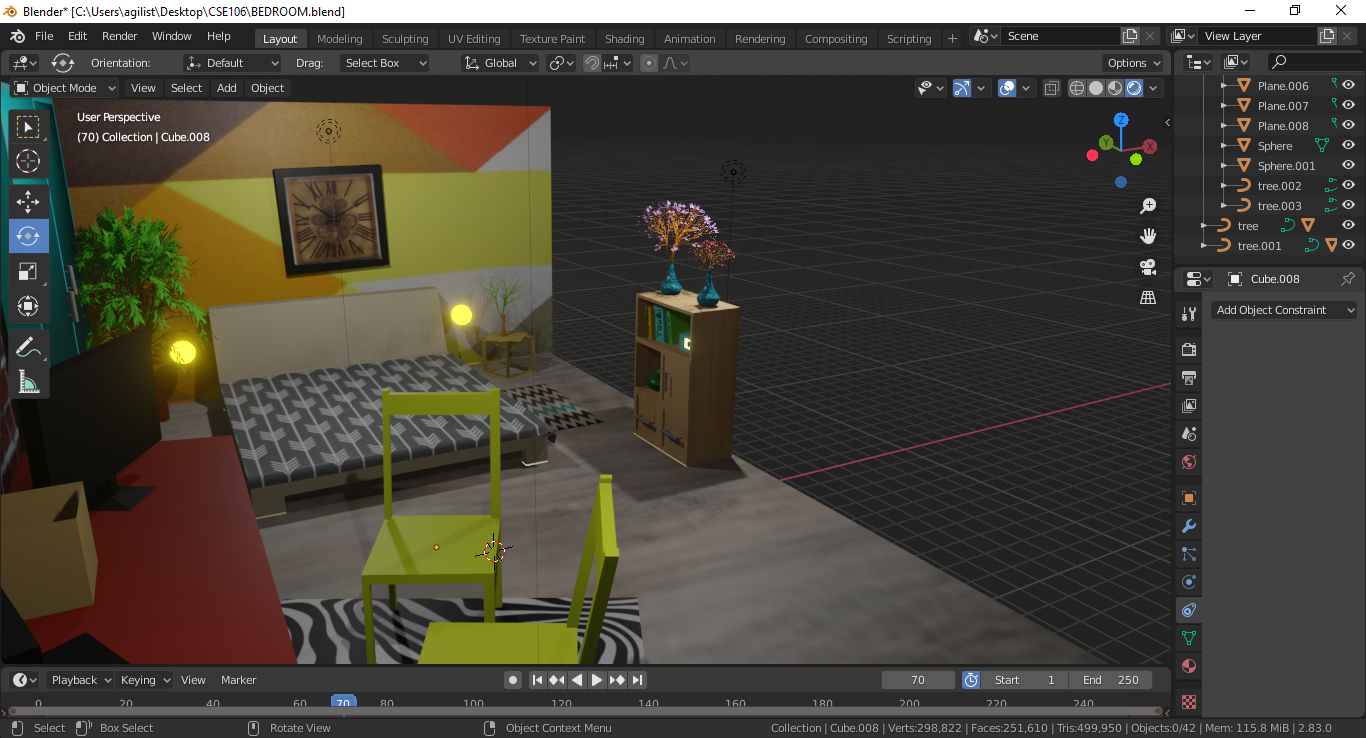 Blender* [C:\Users\agilist\Desktop\CSE106\BEDROOM.blend]
File Edit Render Window Help Layout Modeling Sculpting UV Editing Texture Paint Shading Animation Rendering Compositing Scripting + Scene View Layer
Orientation: Default Drag: Select Box Global Options
Object Mode View Select Add Object
User Perspective
(70) Collection | Cube.008
Z
Y
X
Plane.006
Plane.007
Plane.008
Sphere
Sphere.001
tree.002
tree.003
tree
tree.001
Cube.008
Add Object Constraint
Playback Keying View Marker 70 Start 1 End 250
0 20 40 70 80 100 120 140 160 180 200 220 240
Select Box Select Rotate View Object Context Menu Collection | Cube.008 | Verts:298,822 | Faces:251,610 | Tris:499,950 | Objects:0/42 | Mem: 115.8 MiB | 2.83.0